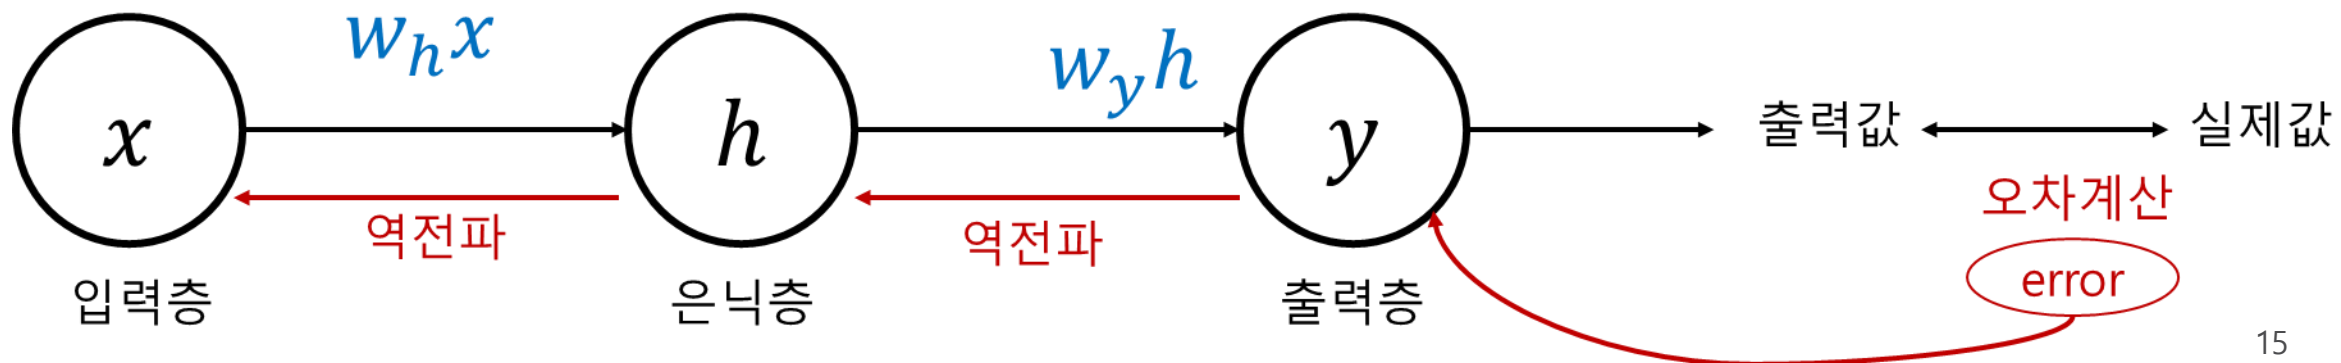 w_h x
w_y h
x
h
y
출력값
실제값
역전파
역전파
오차계산
error
입력층
은닉층
출력층
15